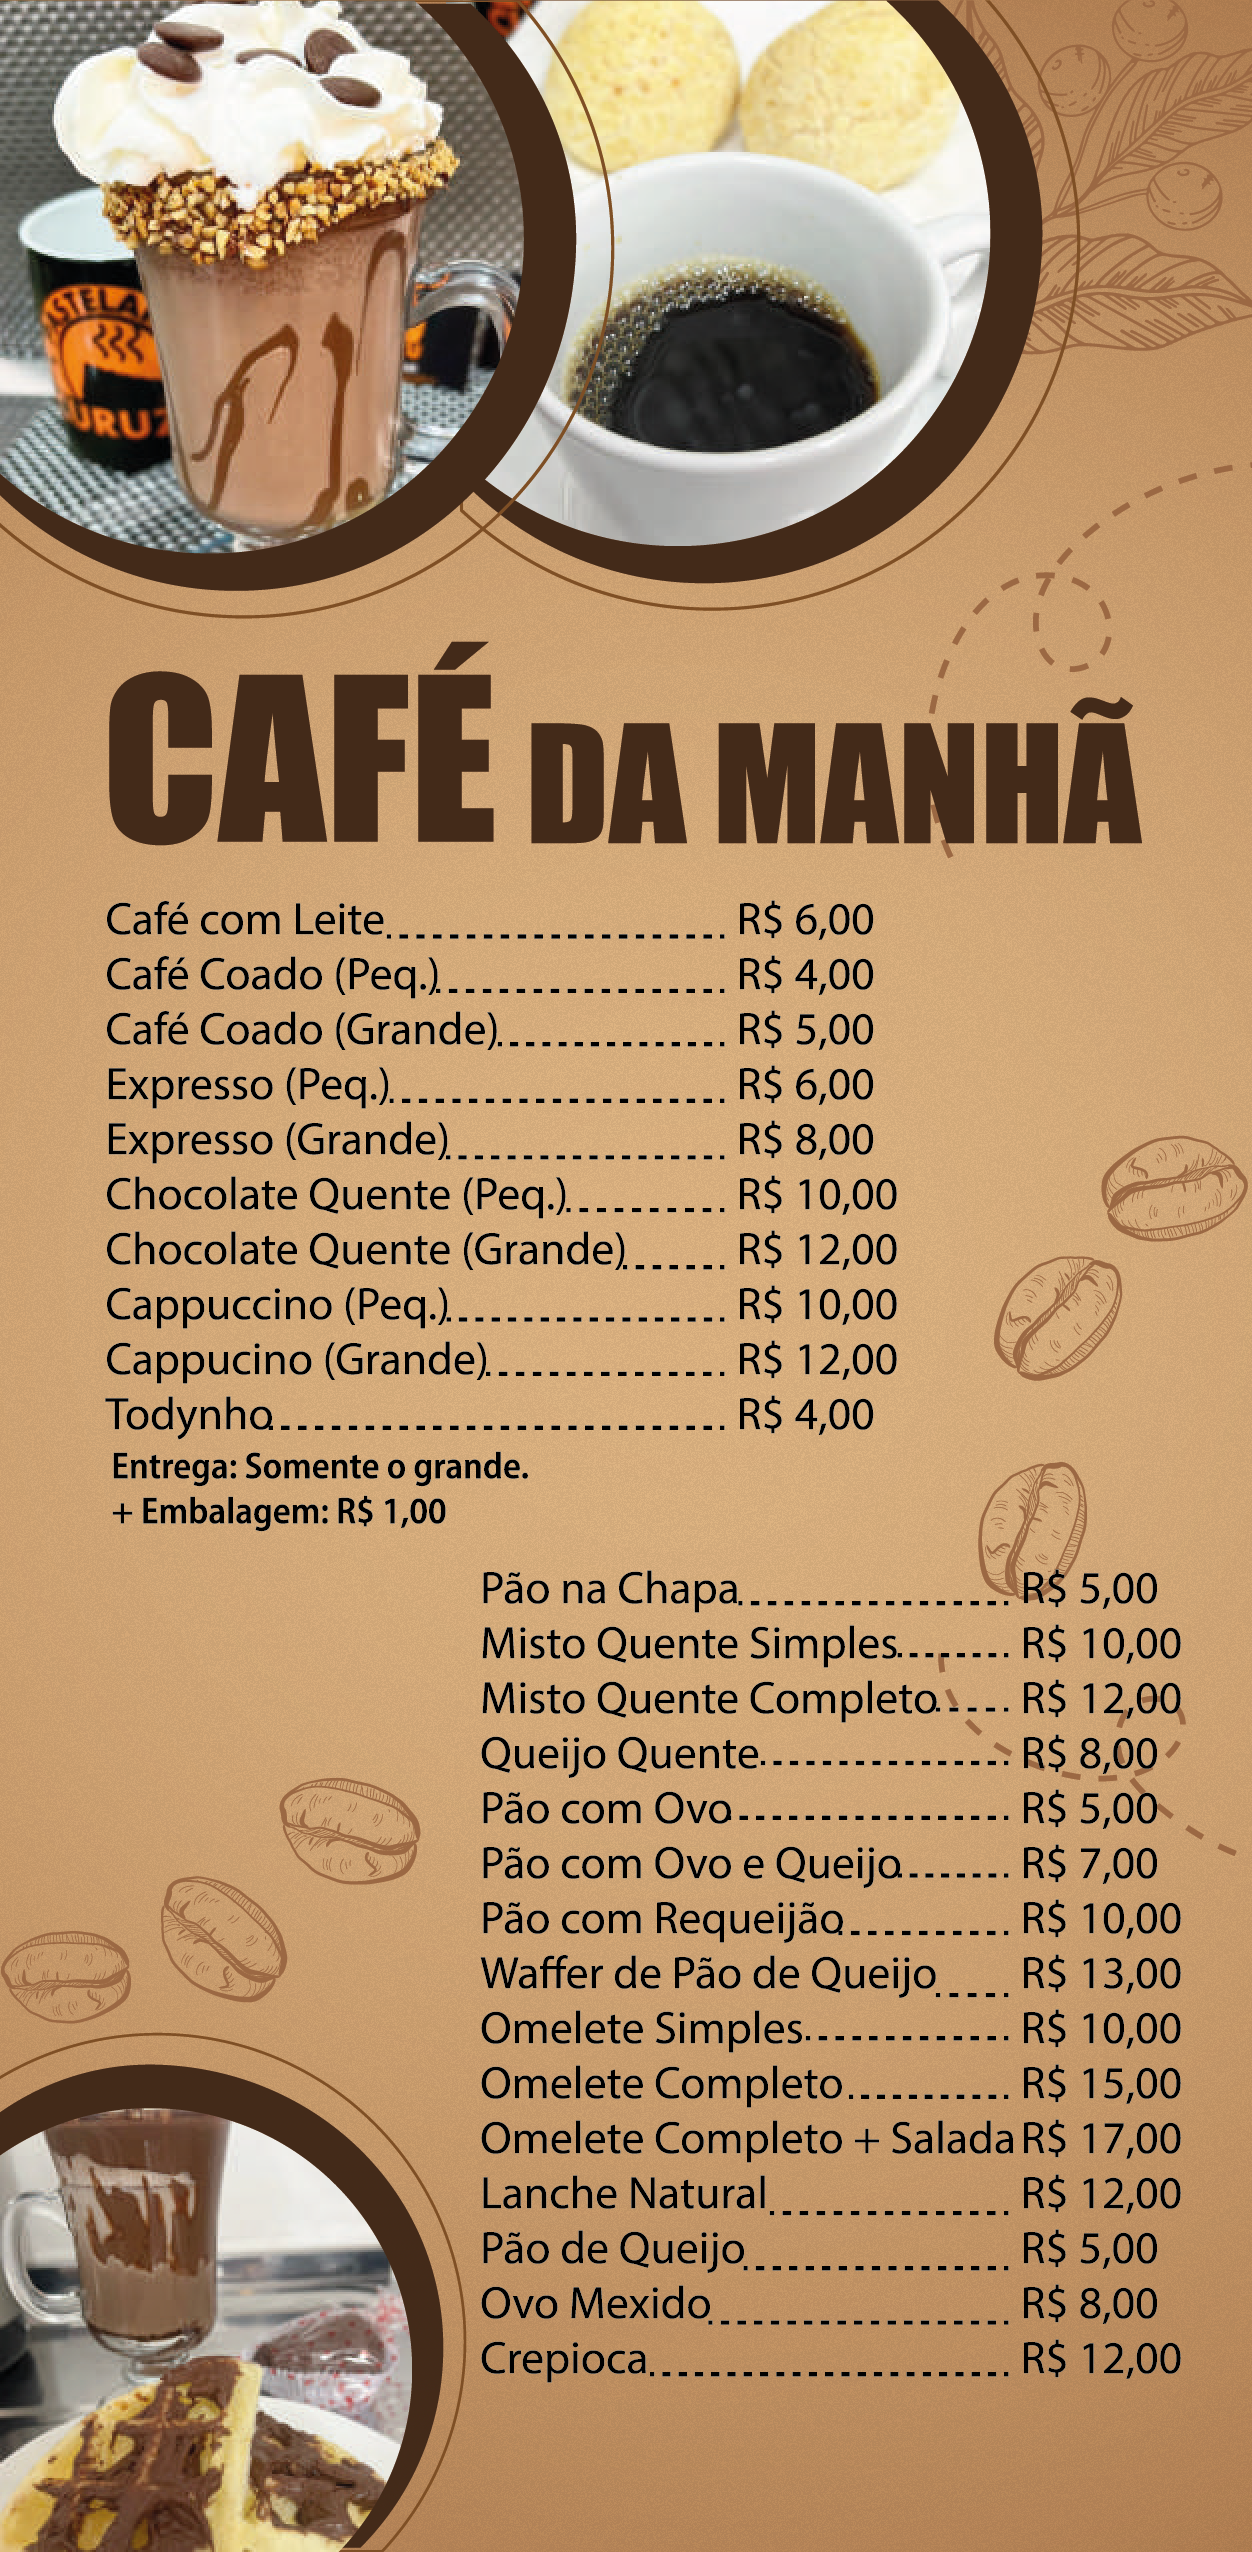 CAFÉ DA MANHÃ
Café com Leite R$ 6,00
Café Coado (Peq.) R$ 4,00
Café Coado (Grande) R$ 5,00
Expresso (Peq.) R$ 6,00
Expresso (Grande) R$ 8,00
Chocolate Quente (Peq.) R$ 10,00
Chocolate Quente (Grande) R$ 12,00
Cappuccino (Peq.) R$ 10,00
Cappucino (Grande) R$ 12,00
Todynho R$ 4,00
Entrega: Somente o grande.
+ Embalagem: R$ 1,00
Pão na Chapa R$ 5,00
Misto Quente Simples R$ 10,00
Misto Quente Completo R$ 12,00
Queijo Quente R$ 8,00
Pão com Ovo R$ 5,00
Pão com Ovo e Queijo R$ 7,00
Pão com Requeijão R$ 10,00
Waffer de Pão de Queijo R$ 13,00
Omelete Simples R$ 10,00
Omelete Completo R$ 15,00
Omelete Completo + Salada R$ 17,00
Lanche Natural R$ 12,00
Pão de Queijo R$ 5,00
Ovo Mexido R$ 8,00
Crepioca R$ 12,00